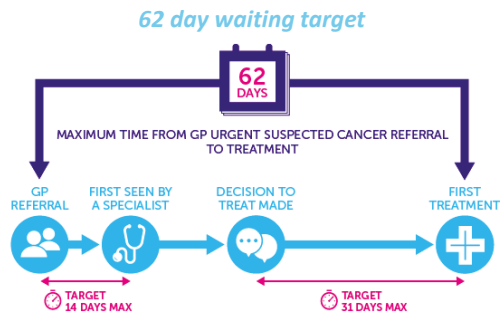 62 day waiting target
62
DAYS
MAXIMUM TIME FROM GP URGENT SUSPECTED CANCER REFERRAL
TO TREATMENT
GP
REFERRAL
FIRST SEEN BY
A SPECIALIST
DECISION TO
TREAT MADE
FIRST
TREATMENT
TARGET
14 DAYS MAX
TARGET
31 DAYS MAX